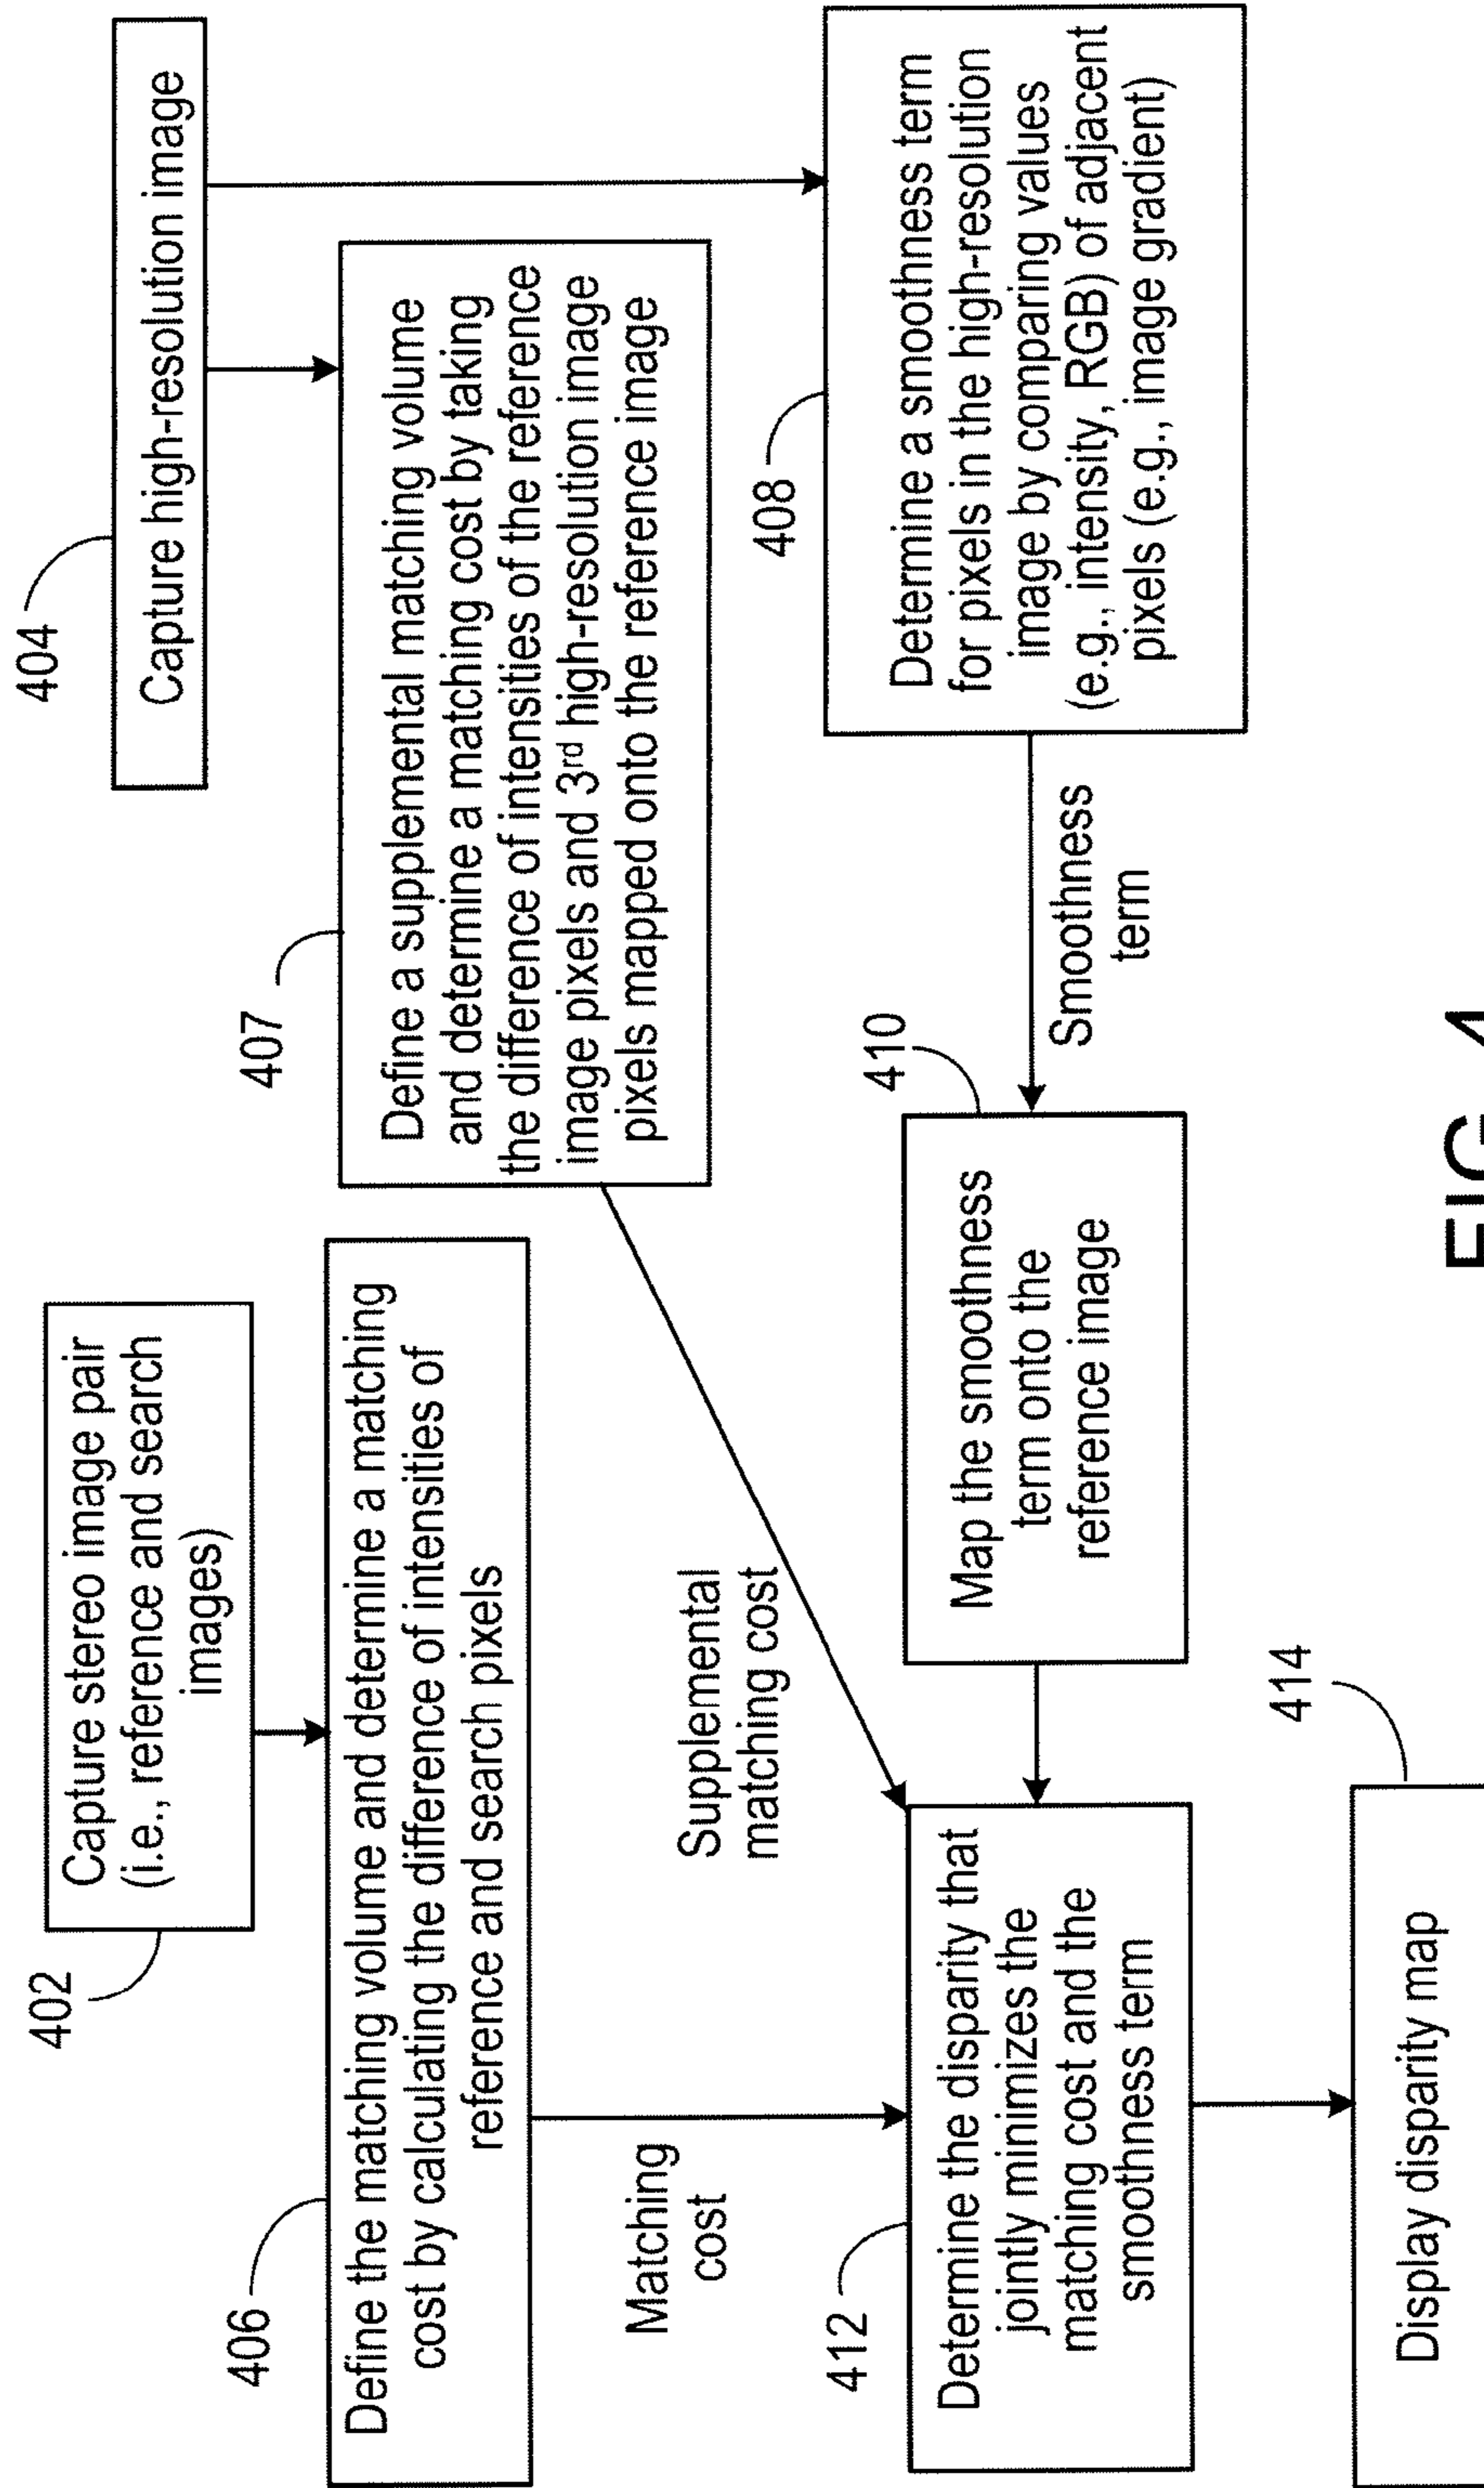 402
Capture stereo image pair
(i.e., reference and search
images)
404
Capture high-resolution image
406
Define the matching volume and determine a matching
cost by calculating the difference of intensities of
reference and search pixels
407
Define a supplemental matching volume
and determine a matching cost by taking
the difference of intensities of the reference
image pixels and 3rd high-resolution image
pixels mapped onto the reference image
408
Determine a smoothness term
for pixels in the high-resolution
image by comparing values
(e.g., intensity, RGB) of adjacent
pixels (e.g., image gradient)
Matching
cost
Supplemental
matching cost
Smoothness
term
410
Map the smoothness
term onto the
reference image
412
Determine the disparity that
jointly minimizes the
matching cost and the
smoothness term
414
Display disparity map
FIG. 4